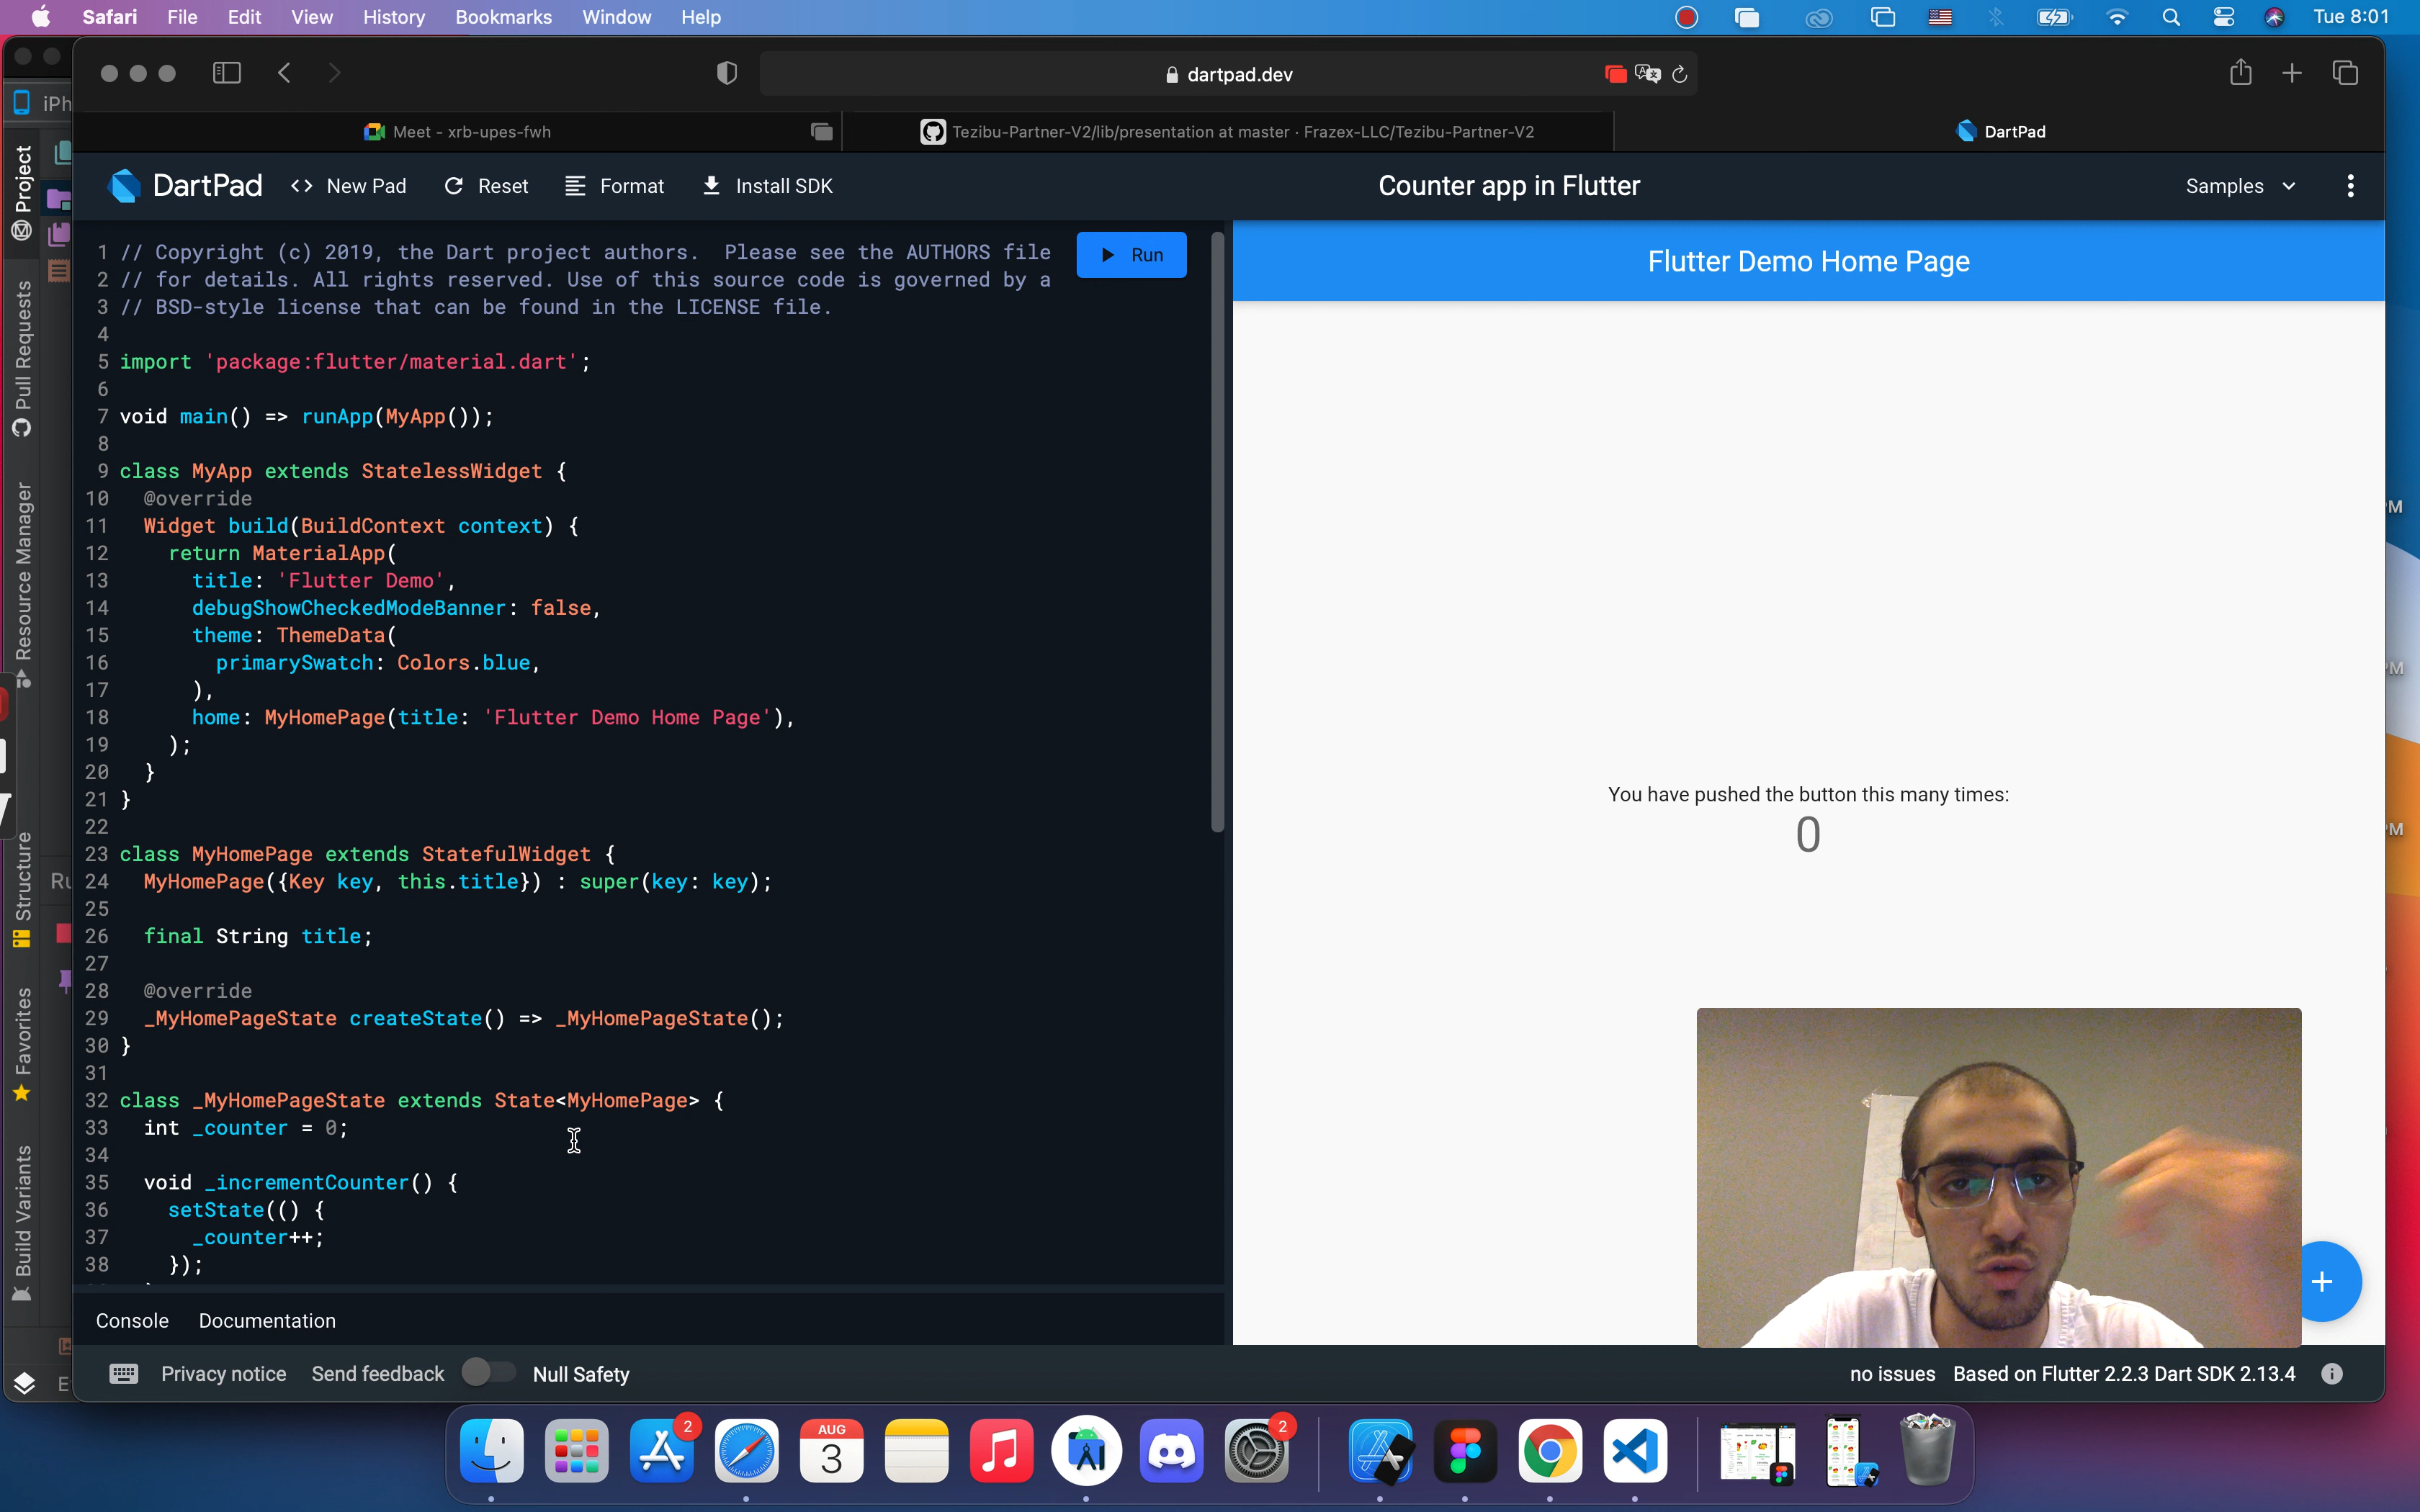 Safari File Edit View History Bookmarks Window Help
Tue 8:01
dartpad.dev
Meet - xrb-upes-fwh
Tezibu-Partner-V2/lib/presentation at master · Frazex-LLC/Tezibu-Partner-V2
DartPad
iPh
Project
Pull Requests
Resource Manager
Structure
Favorites
Build Variants
Ru
E
DartPad
New Pad
Reset
Format
Install SDK
Counter app in Flutter
Samples
Run
1 // Copyright (c) 2019, the Dart project authors.  Please see the AUTHORS file
2 // for details. All rights reserved. Use of this source code is governed by a
3 // BSD-style license that can be found in the LICENSE file.
4
5 import 'package:flutter/material.dart';
6
7 void main() => runApp(MyApp());
8
9 class MyApp extends StatelessWidget {
10   @override
11   Widget build(BuildContext context) {
12     return MaterialApp(
13       title: 'Flutter Demo',
14       debugShowCheckedModeBanner: false,
15       theme: ThemeData(
16         primarySwatch: Colors.blue,
17       ),
18       home: MyHomePage(title: 'Flutter Demo Home Page'),
19     );
20   }
21 }
22
23 class MyHomePage extends StatefulWidget {
24   MyHomePage({Key key, this.title}) : super(key: key);
25
26   final String title;
27
28   @override
29   _MyHomePageState createState() => _MyHomePageState();
30 }
31
32 class _MyHomePageState extends State<MyHomePage> {
33   int _counter = 0;
34
35   void _incrementCounter() {
36     setState(() {
37       _counter++;
38     });
Flutter Demo Home Page
You have pushed the button this many times:
0
+
PM
PM
PM
Console
Documentation
Privacy notice
Send feedback
Null Safety
no issues
Based on Flutter 2.2.3 Dart SDK 2.13.4
2
AUG
3
2